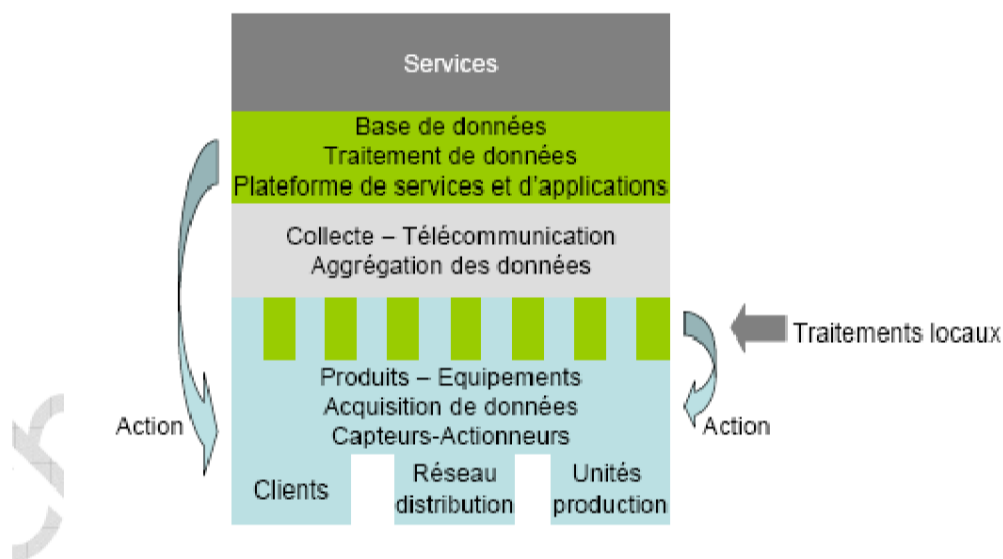 Services
Base de données
Traitement de données
Plateforme de services et d'applications
Collecte – Télécommunication
Aggrégation des données
Traitements locaux
Produits – Equipements
Acquisition de données
Capteurs-Actionneurs
Action
Action
Clients
Réseau
distribution
Unités
production